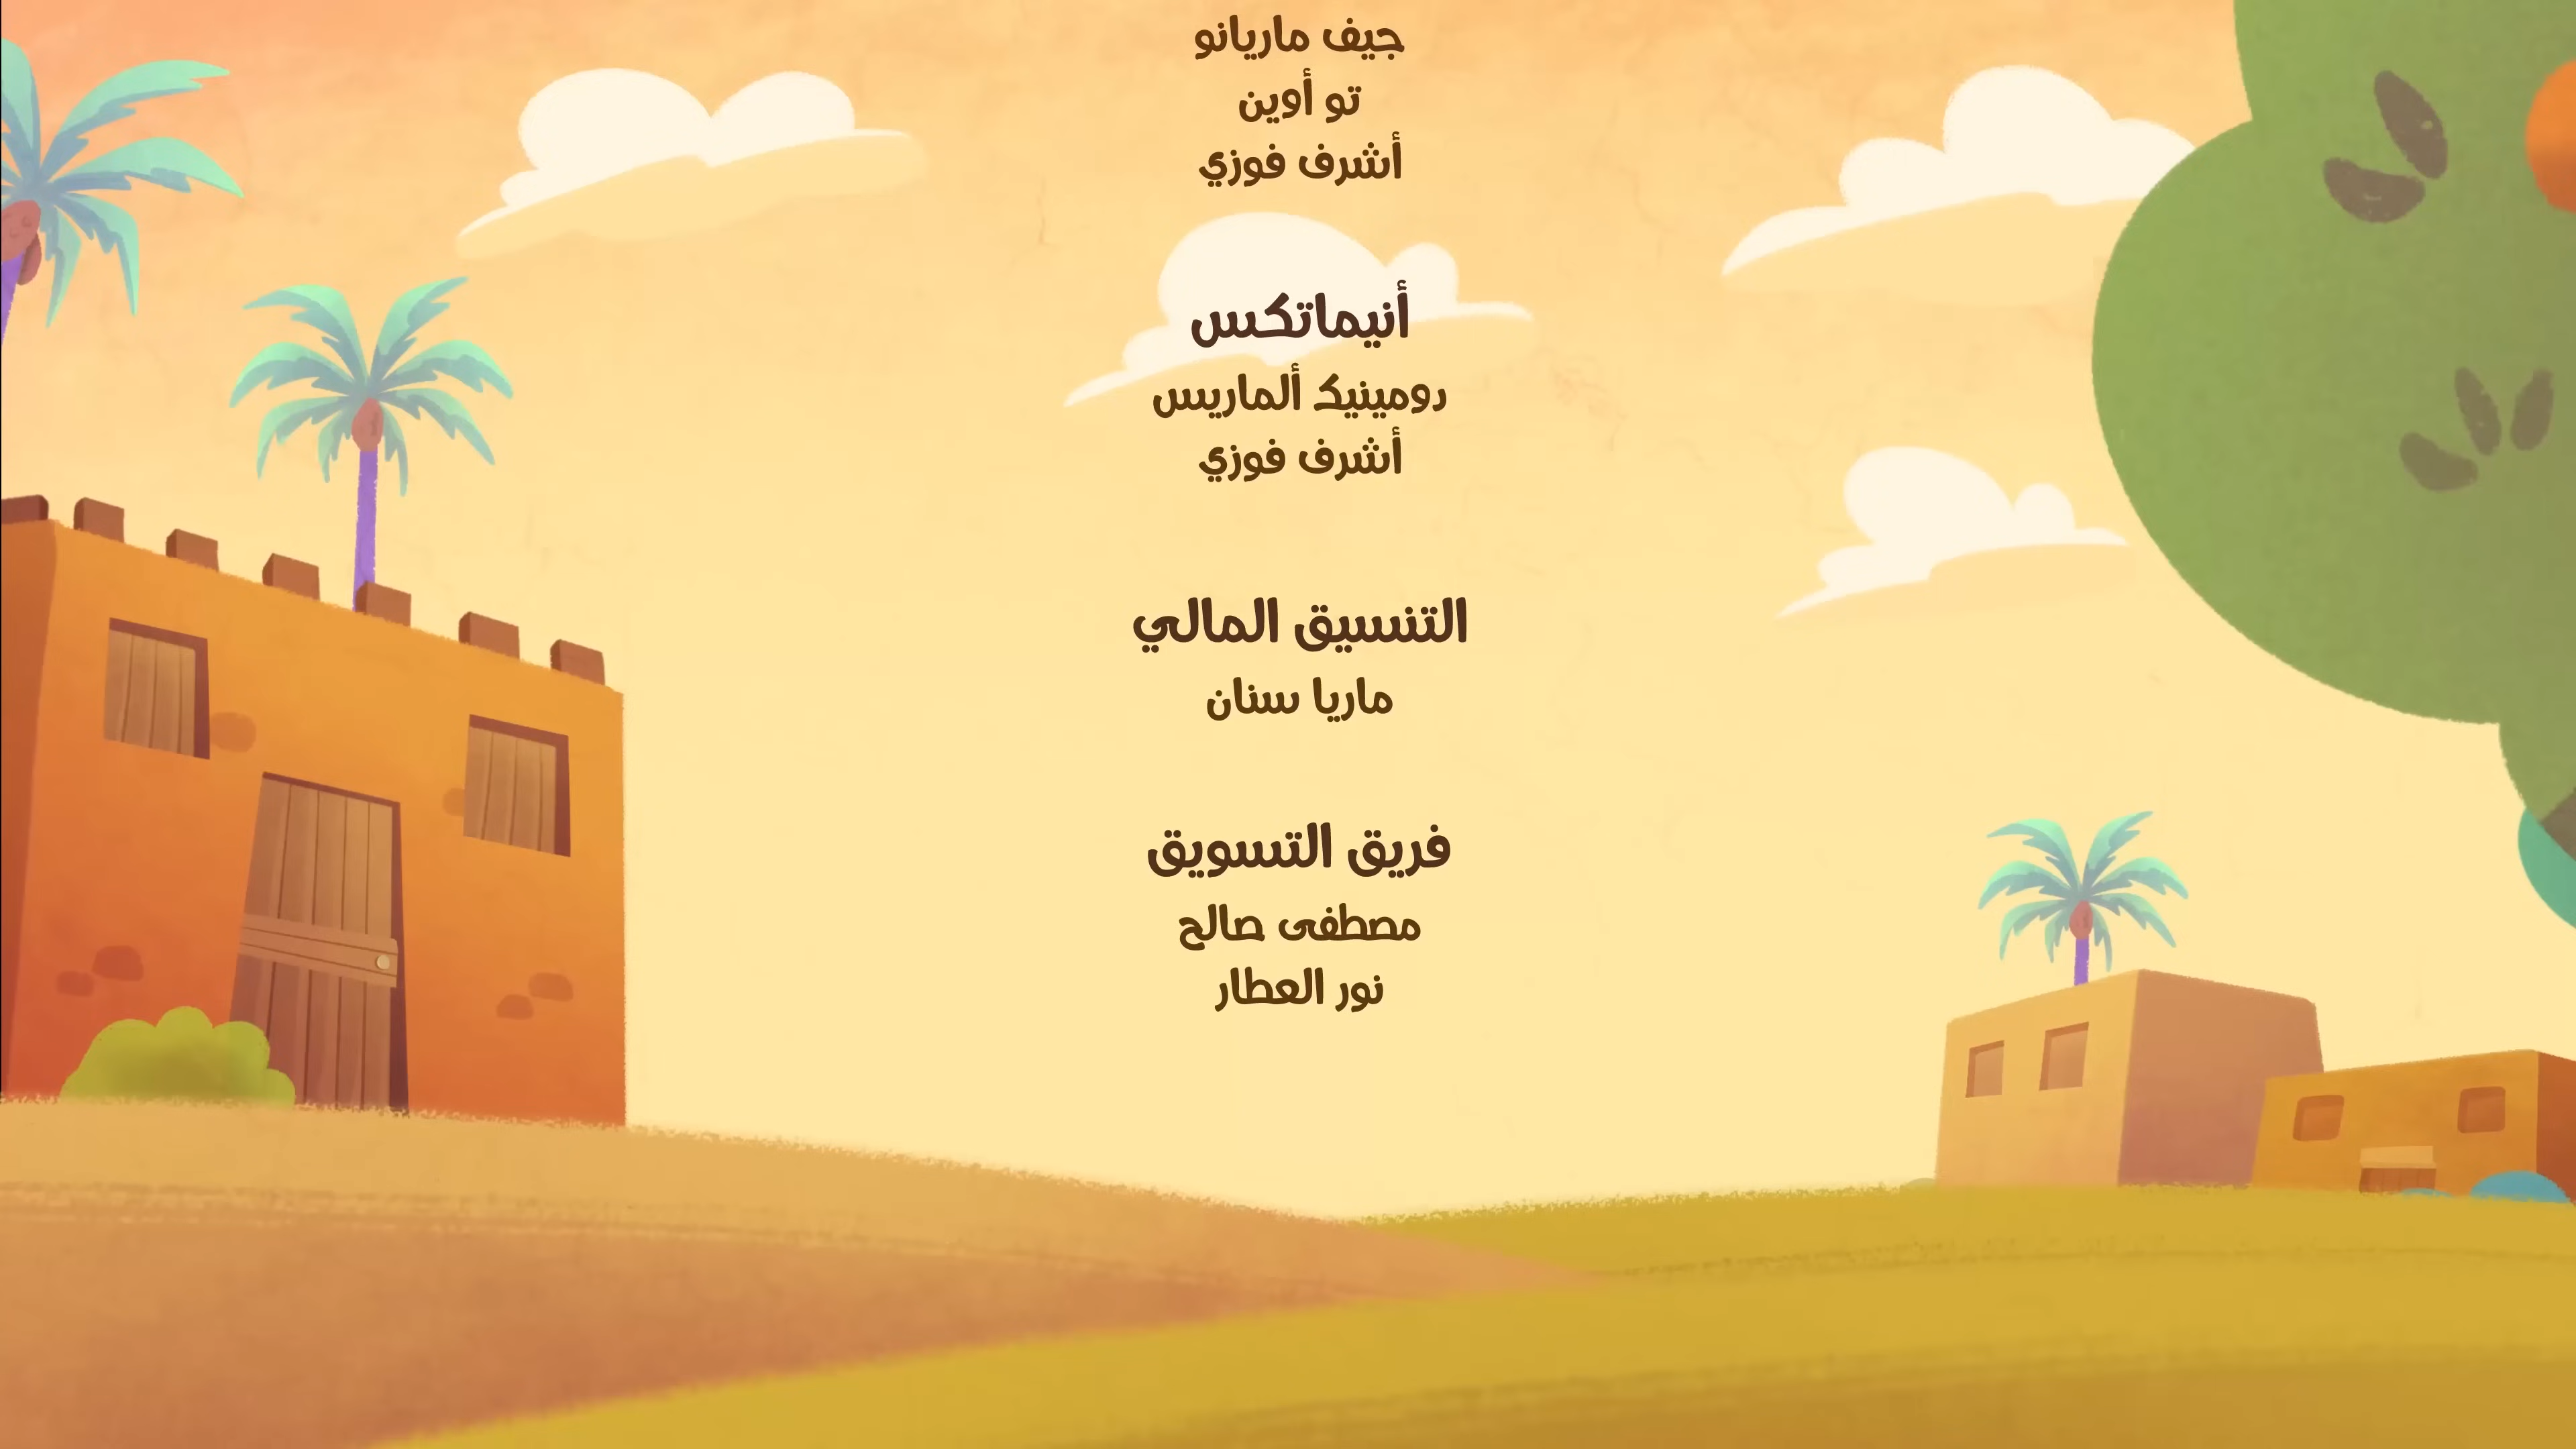 جيف ماريانو
تو أوين
أشرف فوزي
أنيماتكس
دومينيك ألماريس
أشرف فوزي
التنسيق المالي
ماريا سنان
فريق التسويق
مصطفى صالح
نور العطار